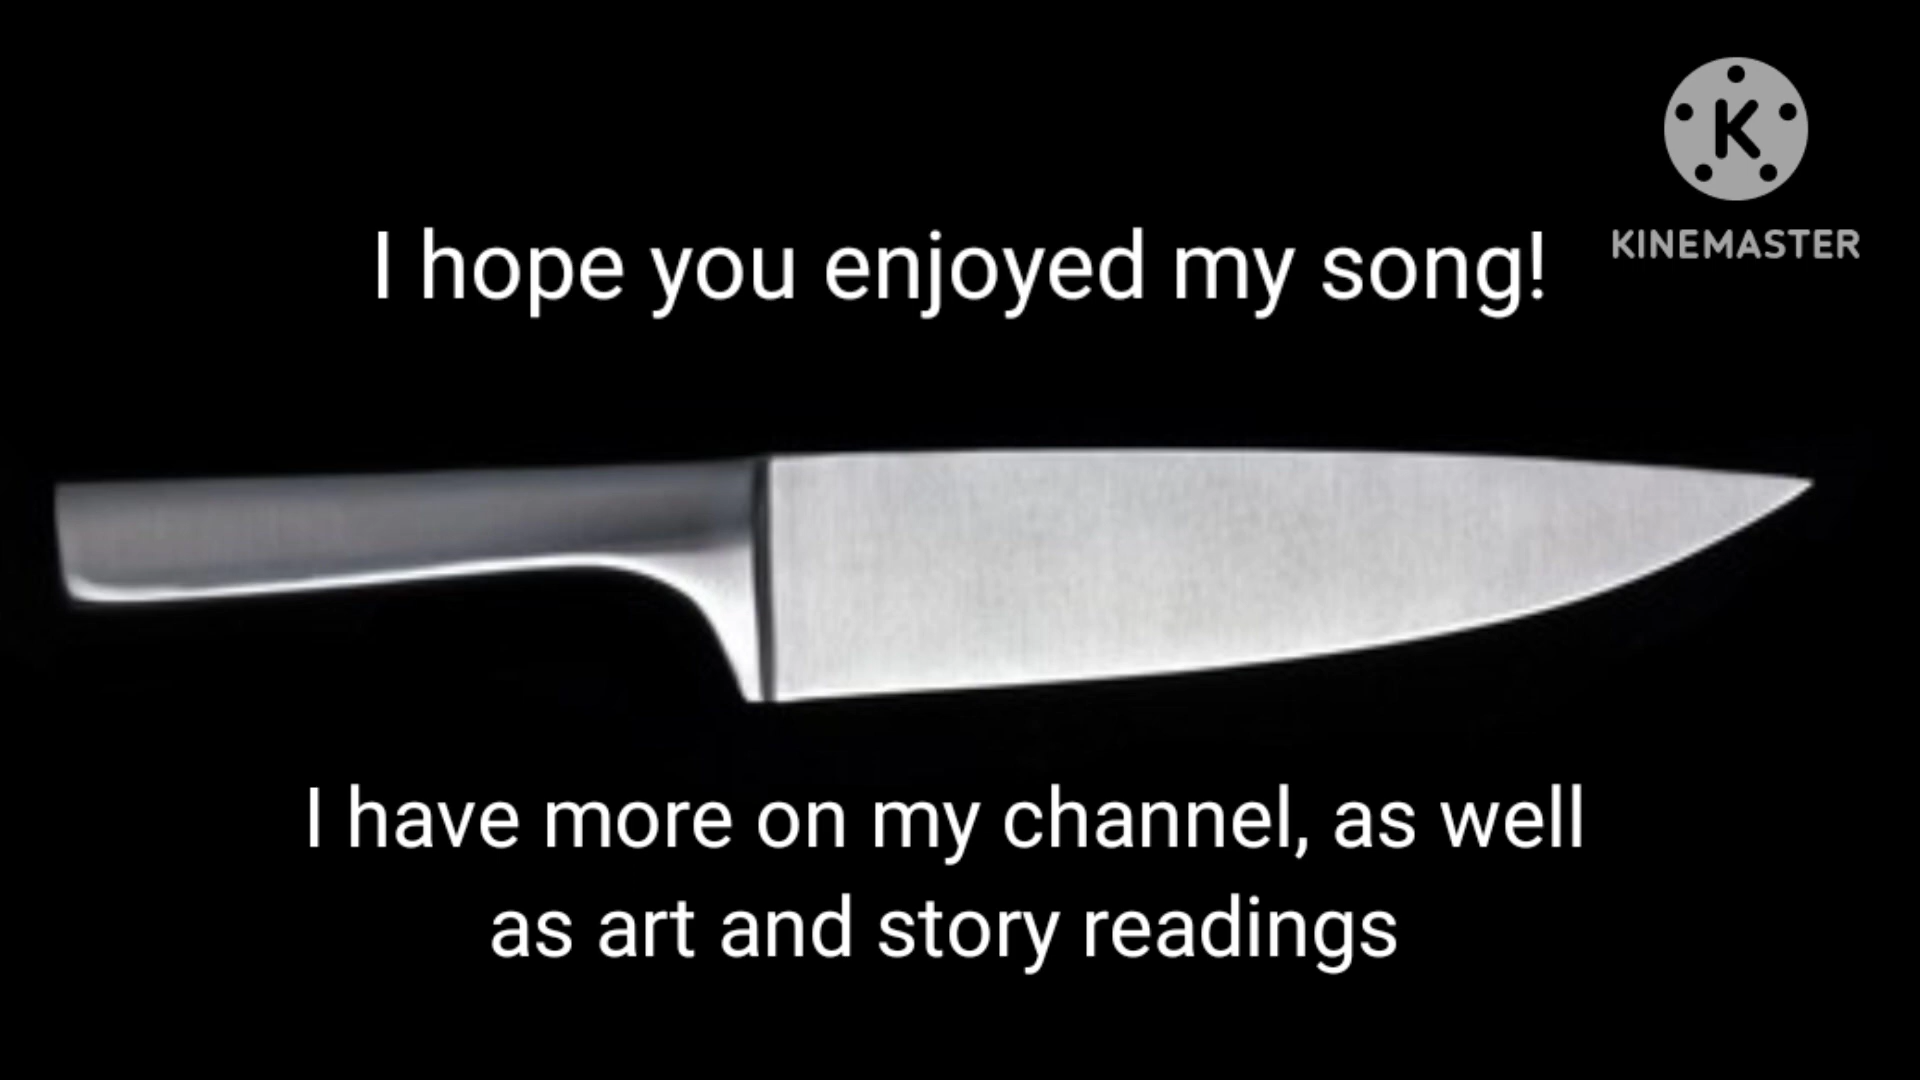 K
KINEMASTER
I hope you enjoyed my song!
I have more on my channel, as well
as art and story readings